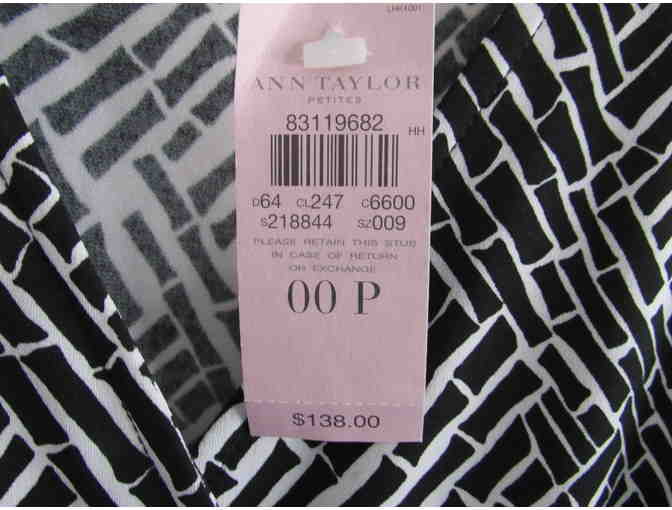 LHK1001
ANN TAYLOR
PETITES
83119682 HH
D64 CL247 C6600
S218844 SZ009
PLEASE RETAIN THIS STUB
IN CASE OF RETURN
OR EXCHANGE
00 P
$138.00